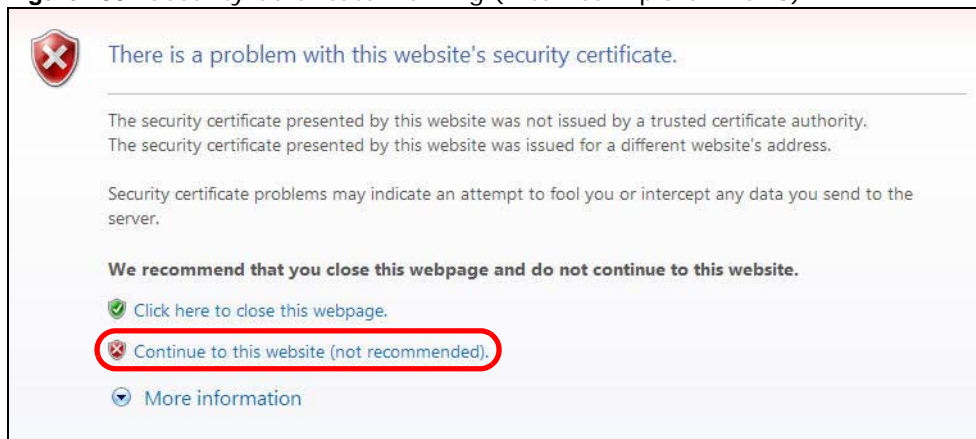 There is a problem with this website's security certificate.
The security certificate presented by this website was not issued by a trusted certificate authority.
The security certificate presented by this website was issued for a different website's address.
Security certificate problems may indicate an attempt to fool you or intercept any data you send to the
server.
We recommend that you close this webpage and do not continue to this website.
Click here to close this webpage.
Continue to this website (not recommended).
More information